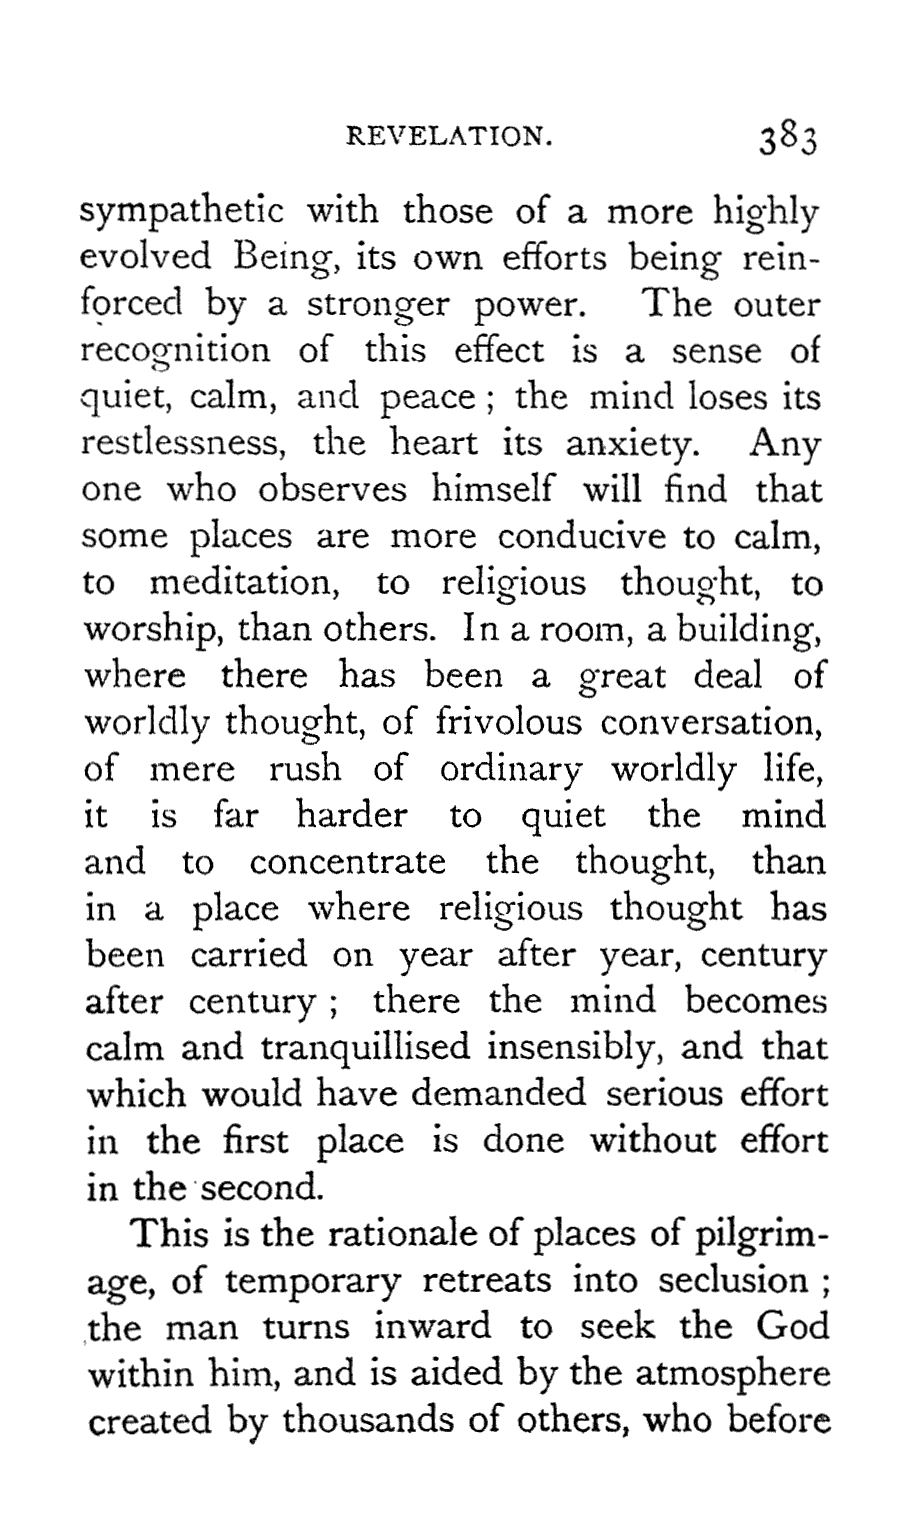 REVELATION. 383
sympathetic with those of a more highly
evolved Being, its own efforts being rein-
forced by a stronger power. The outer
recognition of this effect is a sense of
quiet, calm, and peace ; the mind loses its
restlessness, the heart its anxiety. Any
one who observes himself will find that
some places are more conducive to calm,
to meditation, to religious thought, to
worship, than others. In a room, a building,
where there has been a great deal of
worldly thought, of frivolous conversation,
of mere rush of ordinary worldly life,
it is far harder to quiet the mind
and to concentrate the thought, than
in a place where religious thought has
been carried on year after year, century
after century ; there the mind becomes
calm and tranquillised insensibly, and that
which would have demanded serious effort
in the first place is done without effort
in the second.
This is the rationale of places of pilgrim-
age, of temporary retreats into seclusion ;
the man turns inward to seek the God
within him, and is aided by the atmosphere
created by thousands of others, who before